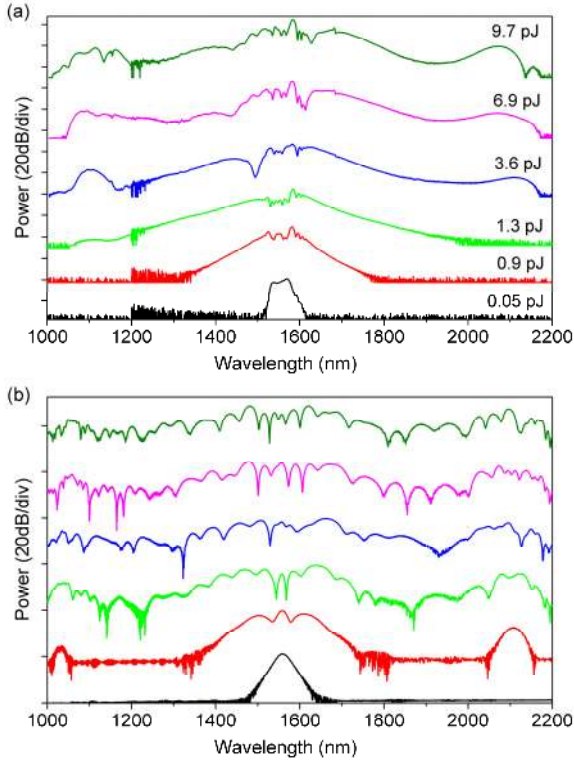 (a)
9.7 pJ
6.9 pJ
3.6 pJ
1.3 pJ
0.9 pJ
0.05 pJ
Power (20dB/div)
1000 1200 1400 1600 1800 2000 2200
Wavelength (nm)
(b)
Power (20dB/div)
1000 1200 1400 1600 1800 2000 2200
Wavelength (nm)